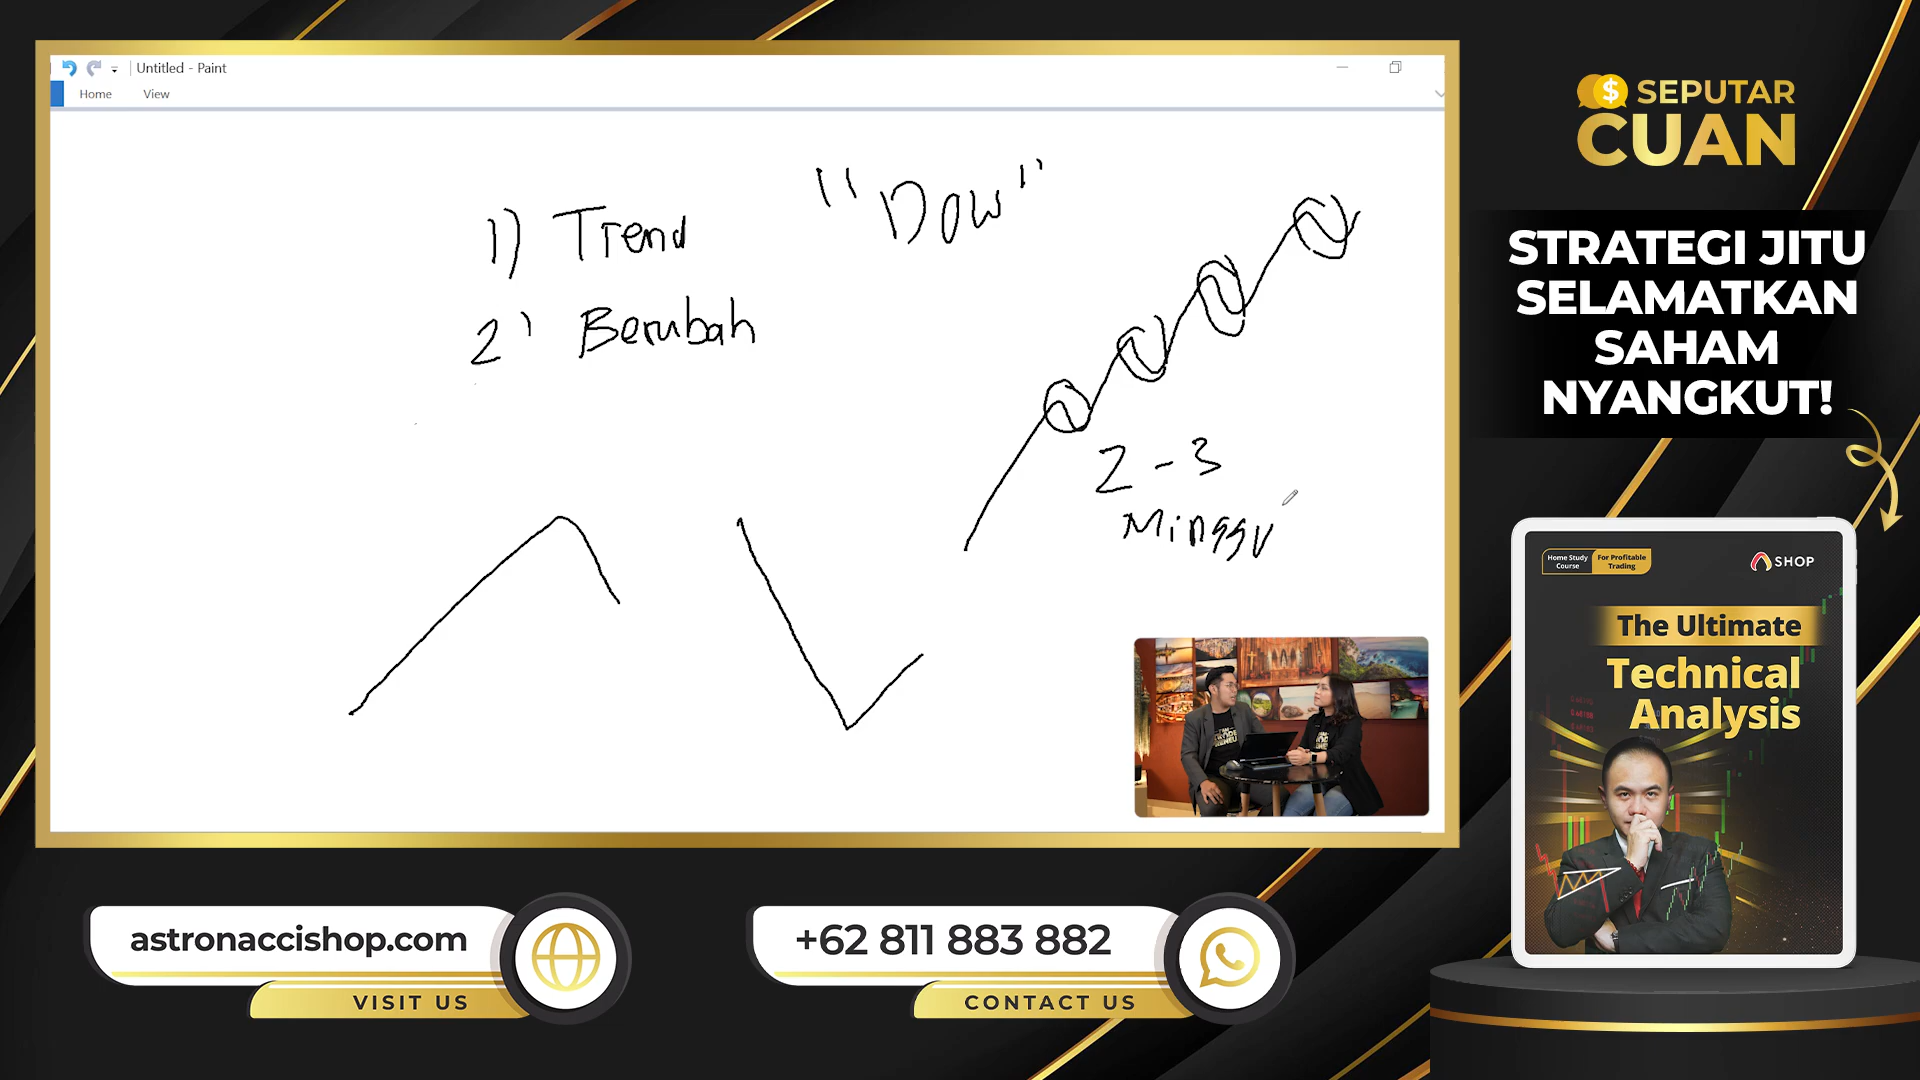 Untitled - Paint
Home View
1) Trend
"Dow"
2) Berubah
2 - 3
Minggu
SEPUTAR
CUAN
STRATEGI JITU
SELAMATKAN
SAHAM
NYANGKUT!
Home Study
Course
For Profitable
Trading
SHOP
The Ultimate
Technical
Analysis
astronaccishop.com
VISIT US
+62 811 883 882
CONTACT US